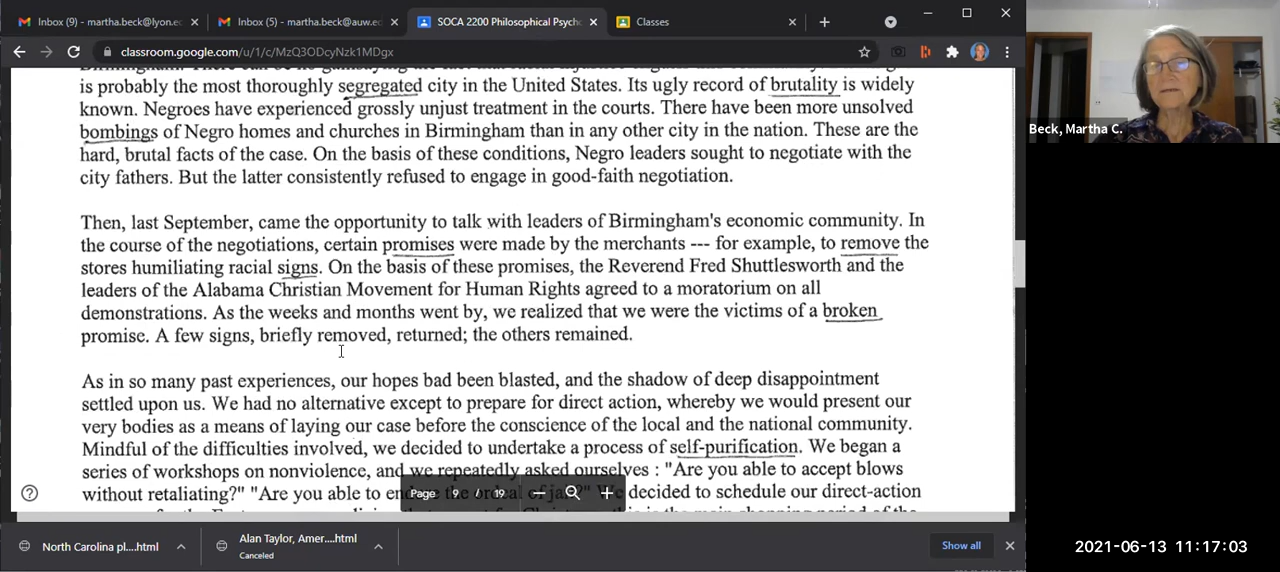 Inbox (9) - martha.beck@lyon.ec
Inbox (5) - martha.beck@auw.ed
SOCA 2200 Philosophical Psych
Classes
classroom.google.com/u/1/c/MzQ3ODcyNzk1MDgx
is probably the most thoroughly segregated city in the United States. Its ugly record of brutality is widely
known. Negroes have experienced grossly unjust treatment in the courts. There have been more unsolved
bombings of Negro homes and churches in Birmingham than in any other city in the nation. These are the
hard, brutal facts of the case. On the basis of these conditions, Negro leaders sought to negotiate with the
city fathers. But the latter consistently refused to engage in good-faith negotiation.
Then, last September, came the opportunity to talk with leaders of Birmingham's economic community. In
the course of the negotiations, certain promises were made by the merchants --- for example, to remove the
stores humiliating racial signs. On the basis of these promises, the Reverend Fred Shuttlesworth and the
leaders of the Alabama Christian Movement for Human Rights agreed to a moratorium on all
demonstrations. As the weeks and months went by, we realized that we were the victims of a broken
promise. A few signs, briefly removed, returned; the others remained.
As in so many past experiences, our hopes bad been blasted, and the shadow of deep disappointment
settled upon us. We had no alternative except to prepare for direct action, whereby we would present our
very bodies as a means of laying our case before the conscience of the local and the national community.
Mindful of the difficulties involved, we decided to undertake a process of self-purification. We began a
series of workshops on nonviolence, and we repeatedly asked ourselves : "Are you able to accept blows
without retaliating?" "Are you able to endure the ordeal of jail?" We decided to schedule our direct-action
Page: 9 / 19
North Carolina pl....html
Alan Taylor, Amer....html
Canceled
Show all
Beck, Martha C.
2021-06-13 11:17:03